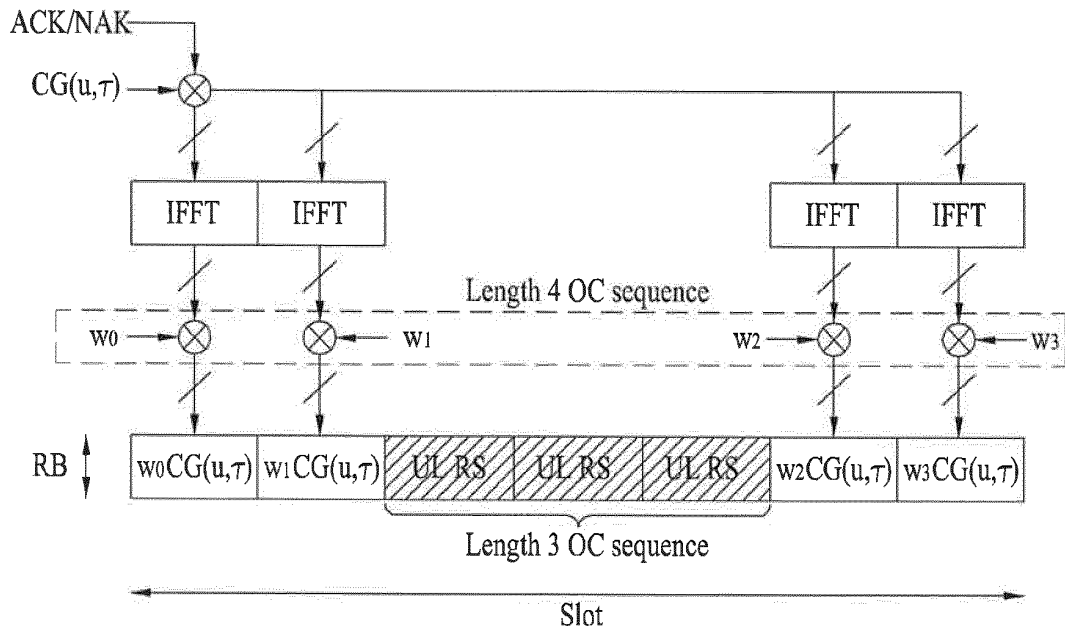 ACK/NAK
CG(u,τ)
IFFT IFFT IFFT IFFT
Length 4 OC sequence
w0 w1 w2 w3
RB w0CG(u,τ) w1CG(u,τ) UL RS UL RS UL RS w2CG(u,τ) w3CG(u,τ)
Length 3 OC sequence
Slot